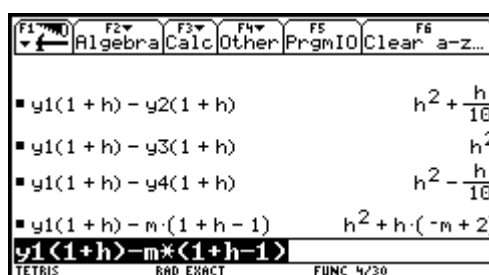 F1 F2 F3 F4 F5 F6
Algebra Calc Other PrgmIO Clear a-z…
▪ y1(1 + h) − y2(1 + h) h² + h/10
▪ y1(1 + h) − y3(1 + h) h²
▪ y1(1 + h) − y4(1 + h) h² − h/10
▪ y1(1 + h) − m·(1 + h − 1) h² + h·(⁻m + 2
y1(1+h)-m*(1+h-1)
TETRIS RAD EXACT FUNC 4/30